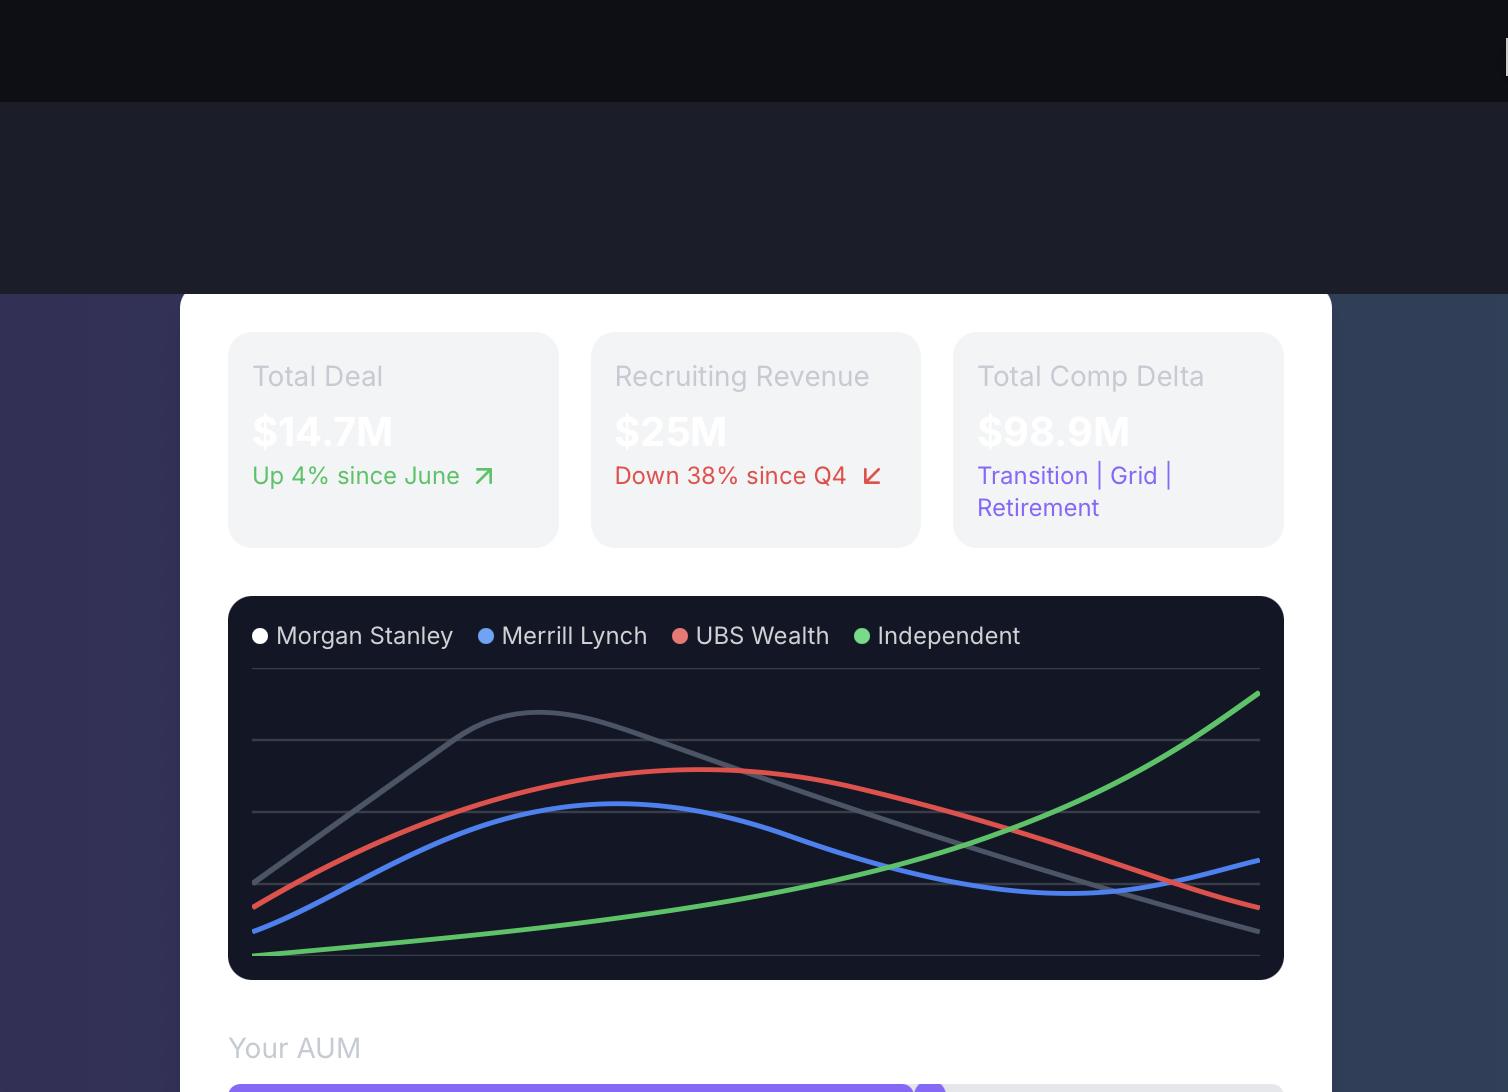 Total Deal
$14.7M
Up 4% since June
Recruiting Revenue
$25M
Down 38% since Q4
Total Comp Delta
$98.9M
Transition | Grid |
Retirement
Morgan Stanley Merrill Lynch UBS Wealth Independent
Your AUM